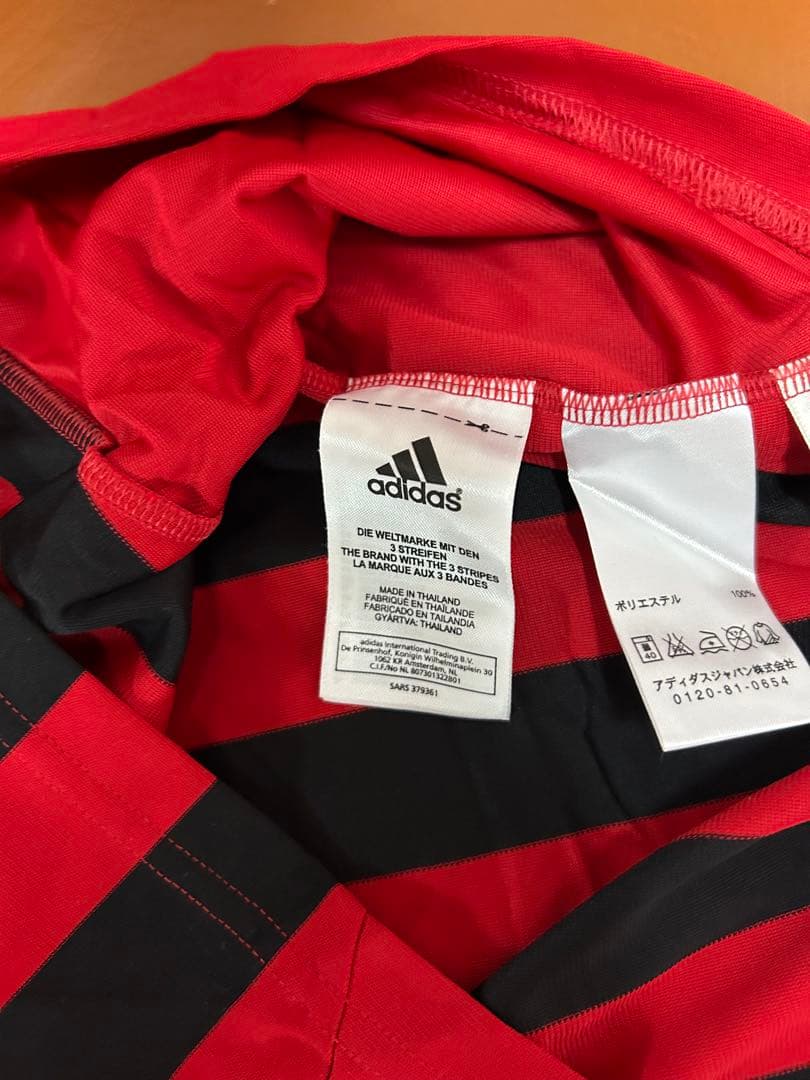 adidas
DIE WELTMARKE MIT DEN
3 STREIFEN
THE BRAND WITH THE 3 STRIPES
LA MARQUE AUX 3 BANDES
MADE IN THAILAND
FABRIQUÉ EN THAÏLANDE
FABRICADO EN TAILANDIA
GYÁRTVA: THAILAND
adidas International Trading B.V.
De Prinsenhof, Konigin Wilhelminaplein 30
1062 KR Amsterdam, NL
C.I.F./No NL 807301322B01
SARS 379361
ポリエステル 100%
40
アディダスジャパン株式会社
0120-81-0654